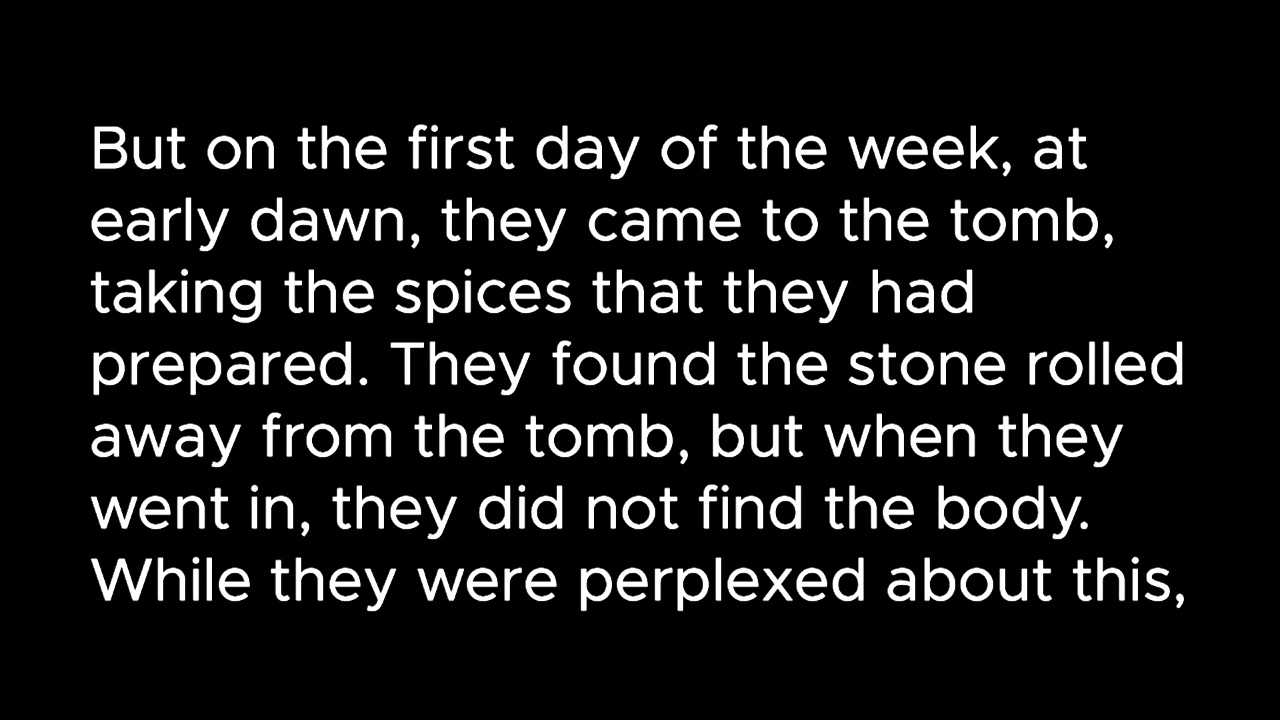 But on the first day of the week, at
early dawn, they came to the tomb,
taking the spices that they had
prepared. They found the stone rolled
away from the tomb, but when they
went in, they did not find the body.
While they were perplexed about this,